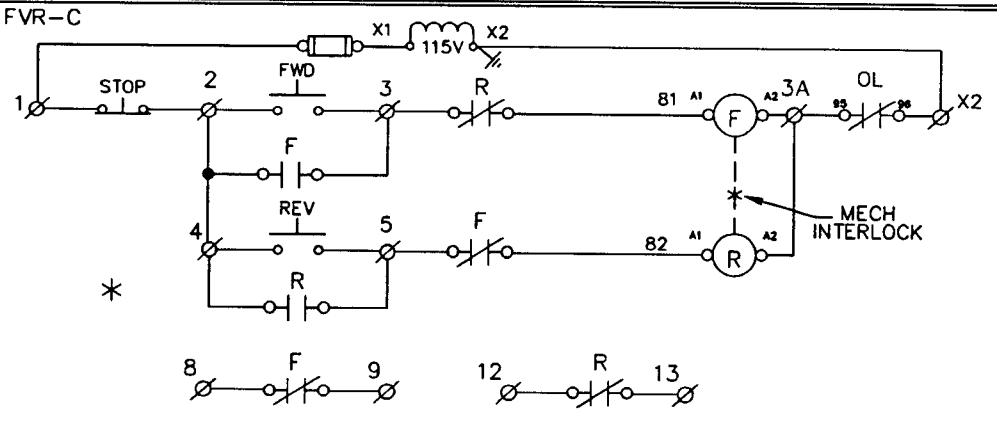 FVR-C
X1 X2
115V
STOP 2 FWD 3 R 81 A1 F A2 3A OL
1 95 96 X2
F
4 REV 5 F 82 A1 R A2
MECH
INTERLOCK
*
R
8 F 9 12 R 13